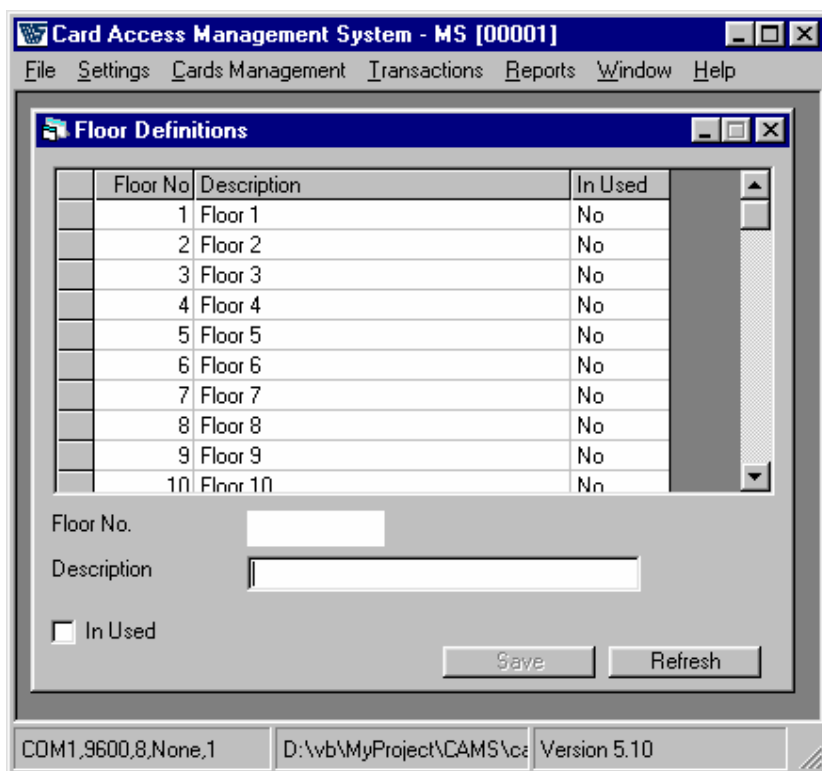 Card Access Management System - MS [00001]
File Settings Cards Management Transactions Reports Window Help
Floor Definitions
Floor No Description In Used
1 Floor 1 No
2 Floor 2 No
3 Floor 3 No
4 Floor 4 No
5 Floor 5 No
6 Floor 6 No
7 Floor 7 No
8 Floor 8 No
9 Floor 9 No
10 Floor 10 No
Floor No.
Description
In Used
Save Refresh
COM1,9600,8,None,1 D:\vb\MyProject\CAMS\ca Version 5.10